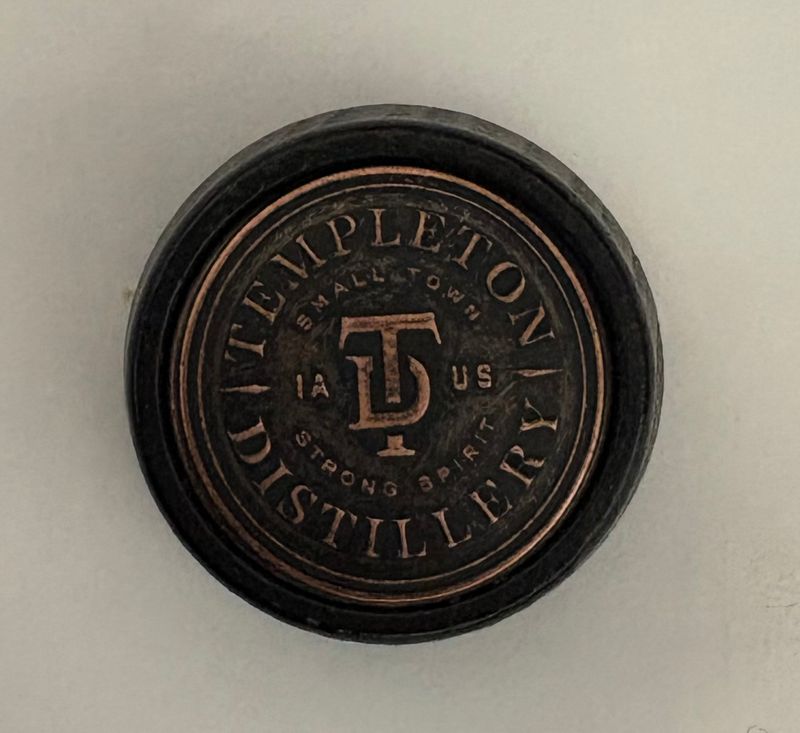 TEMPLETON
SMALL TOWN
IA TD US
STRONG SPIRIT
DISTILLERY